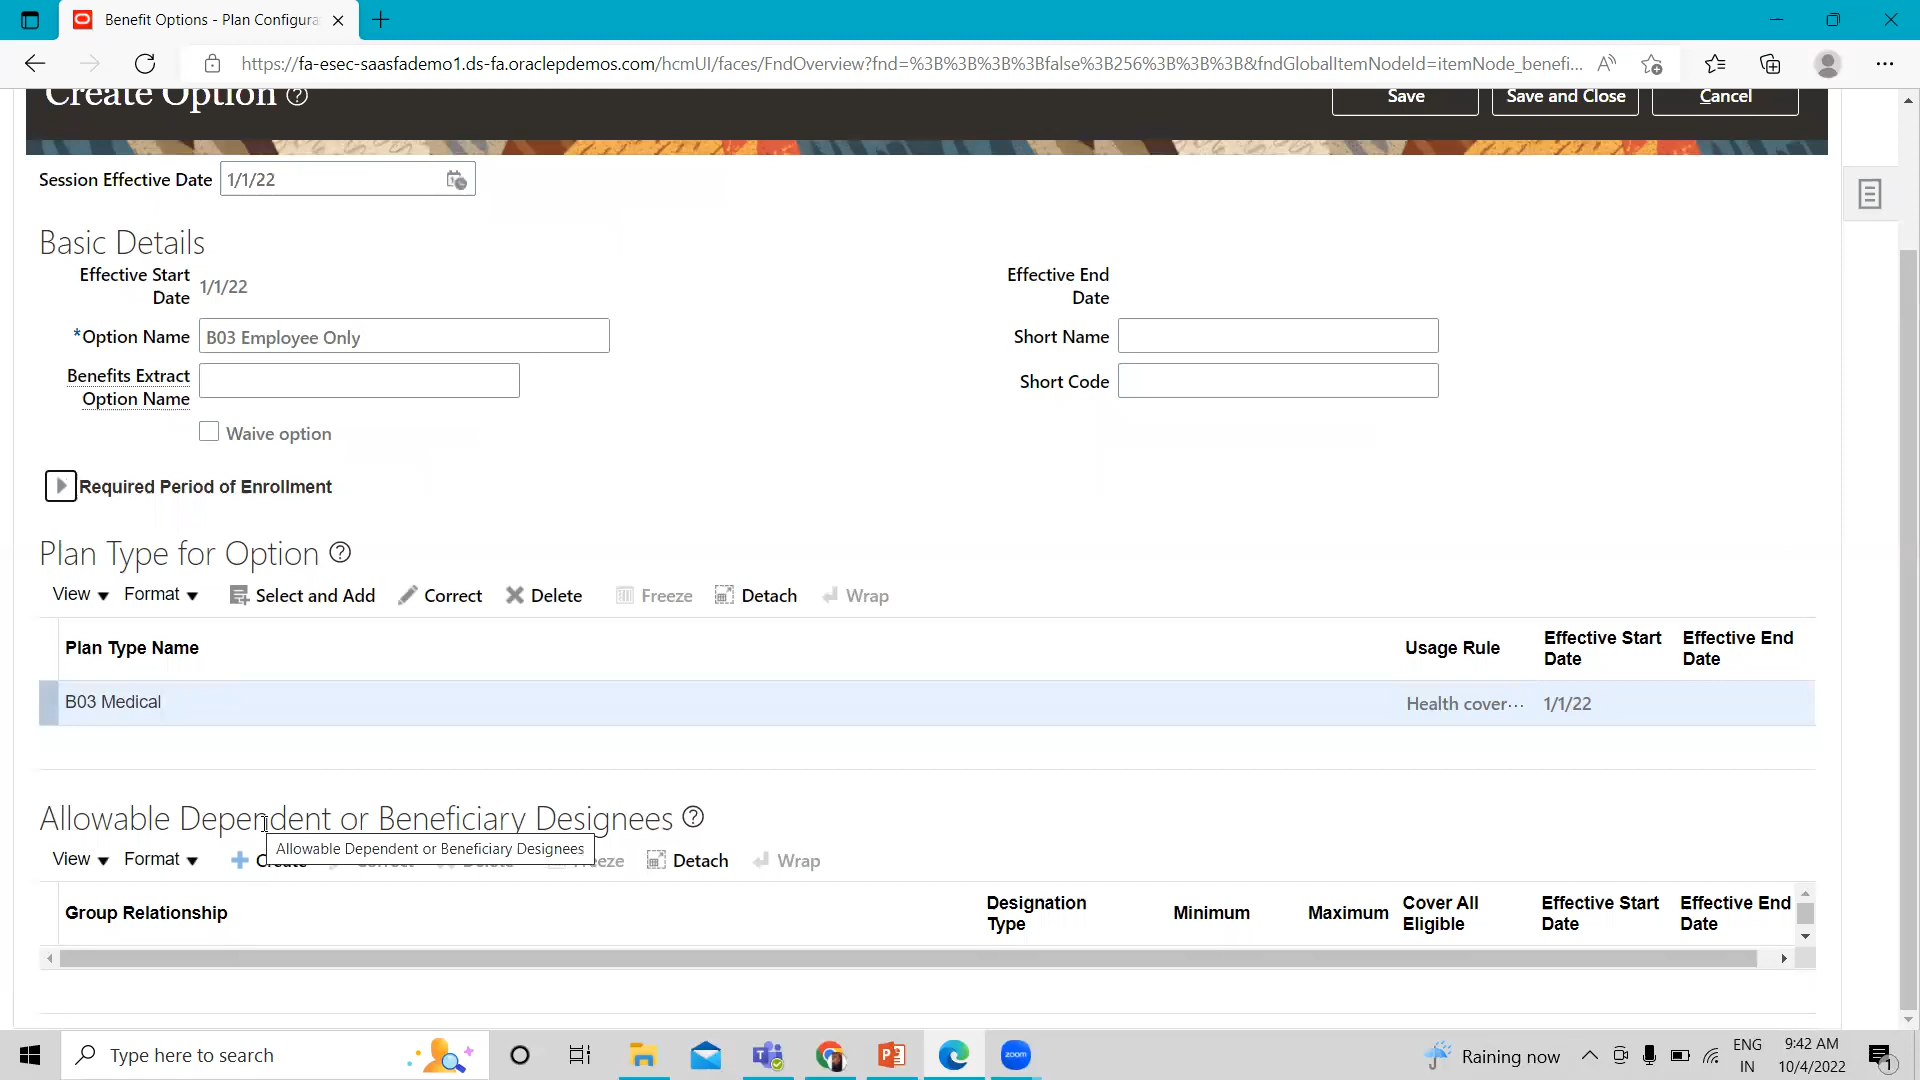 Benefit Options - Plan Configura
https://fa-esec-saasfademo1.ds-fa.oraclepdemos.com/hcmUI/faces/FndOverview?fnd=%3B%3B%3B%3Bfalse%3B256%3B%3B%3B&fndGlobalItemNodeId=itemNode_benefi...
Create Option
Save Save and Close Cancel
Session Effective Date 1/1/22
Basic Details
Effective Start Date 1/1/22
Effective End Date
*Option Name B03 Employee Only
Short Name
Benefits Extract Option Name
Short Code
Waive option
Required Period of Enrollment
Plan Type for Option
View Format Select and Add Correct Delete Freeze Detach Wrap
Plan Type Name Usage Rule Effective Start Date Effective End Date
B03 Medical Health cover... 1/1/22
Allowable Dependent or Beneficiary Designees
Allowable Dependent or Beneficiary Designees
View Format Create Detach Wrap
Group Relationship Designation Type Minimum Maximum Cover All Eligible Effective Start Date Effective End Date
Type here to search
zoom
Raining now
ENG
IN
9:42 AM
10/4/2022
1